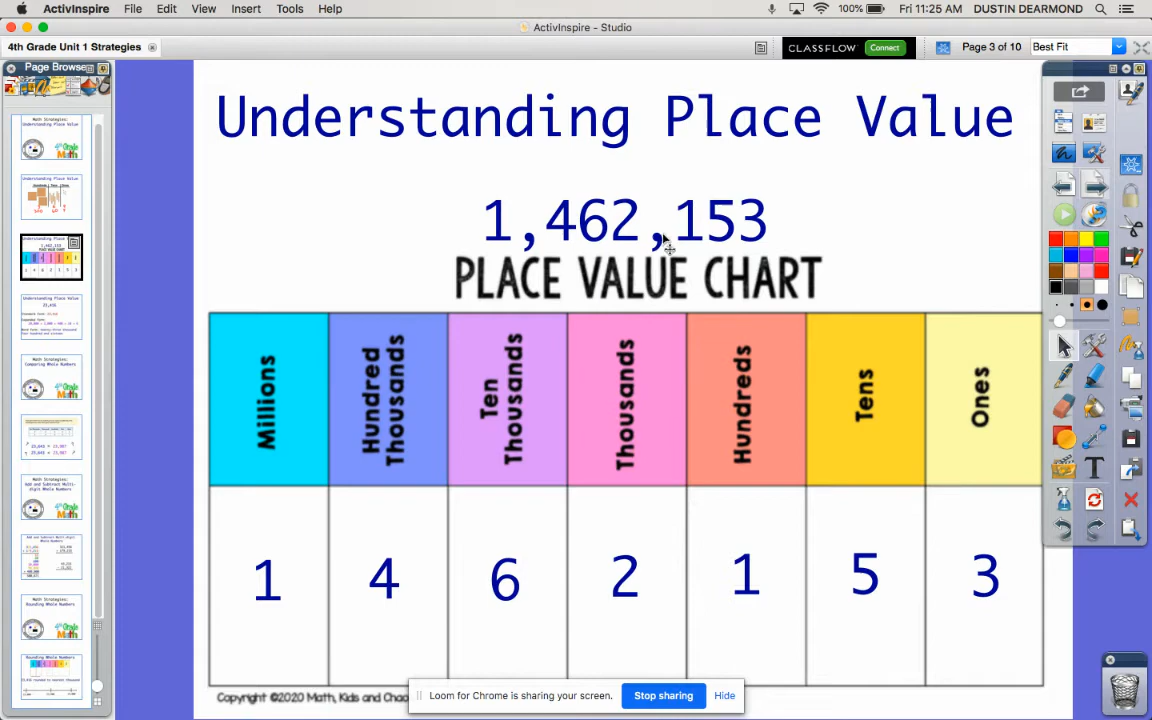 ActivInspire File Edit View Insert Tools Help 100% Fri 11:25 AM DUSTIN DEARMOND
ActivInspire - Studio
4th Grade Unit 1 Strategies CLASSFLOW Connect Page 3 of 10 Best Fit
Page Browse
Understanding Place Value
1,462,153
PLACE VALUE CHART
Millions
Hundred
Thousands
Ten
Thousands
Thousands
Hundreds
Tens
Ones
1 4 6 2 1 5 3
Copyright ©2020 Math, Kids and Chao
Loom for Chrome is sharing your screen. Stop sharing Hide